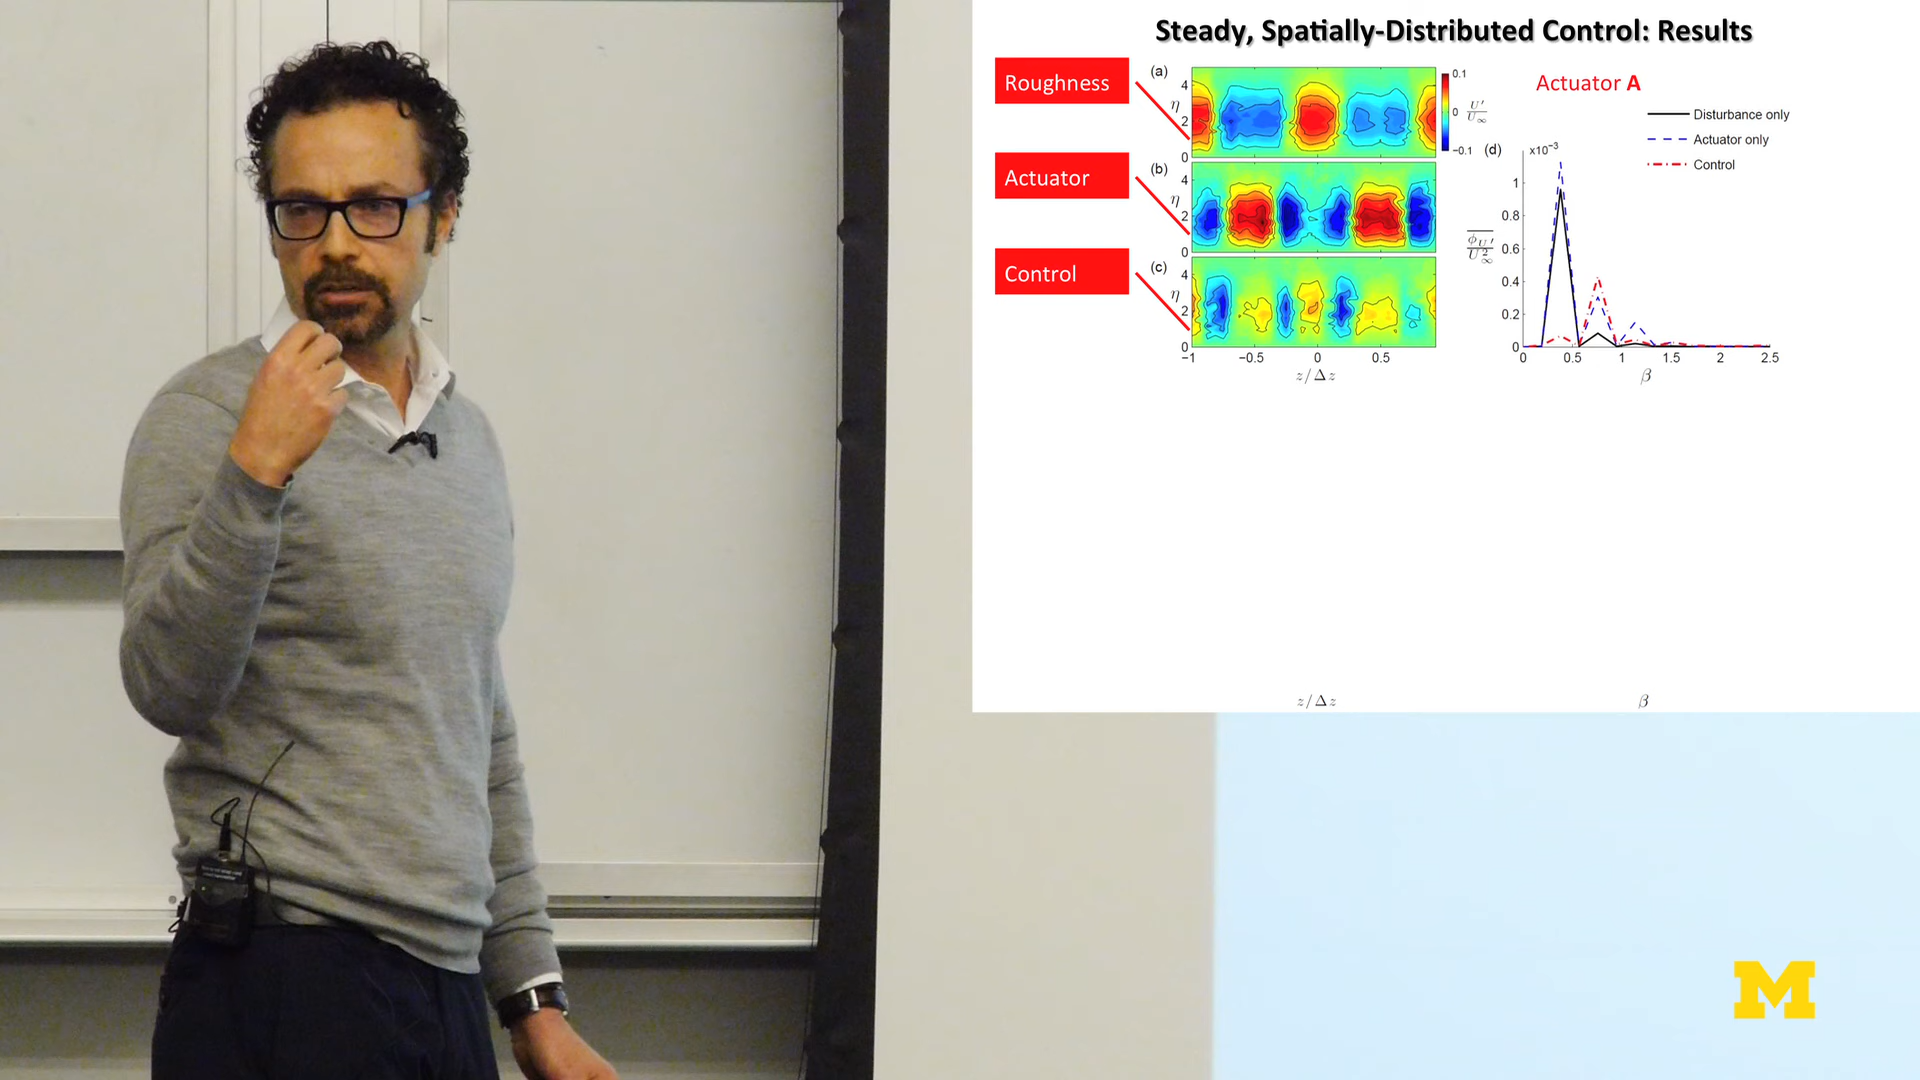 Steady, Spatially-Distributed Control: Results
Roughness
Actuator
Control
(a)
4
η
2
0
0.1
0
−0.1
U′
U∞
(b)
4
η
2
0
(c)
4
η
2
0
−1
−0.5
0
0.5
z/Δz
Actuator A
Disturbance only
Actuator only
Control
(d)
x10⁻³
1
0.8
0.6
0.4
0.2
0
ϕU′
U²∞
0
0.5
1
1.5
2
2.5
β
z/Δz
β
M